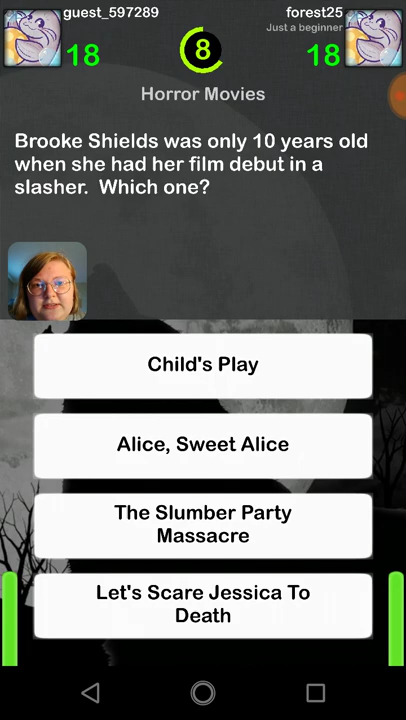 guest_597289
forest25
Just a beginner
18
8
18
Horror Movies
Brooke Shields was only 10 years old
when she had her film debut in a
slasher.  Which one?
Child's Play
Alice, Sweet Alice
The Slumber Party
Massacre
Let's Scare Jessica To
Death